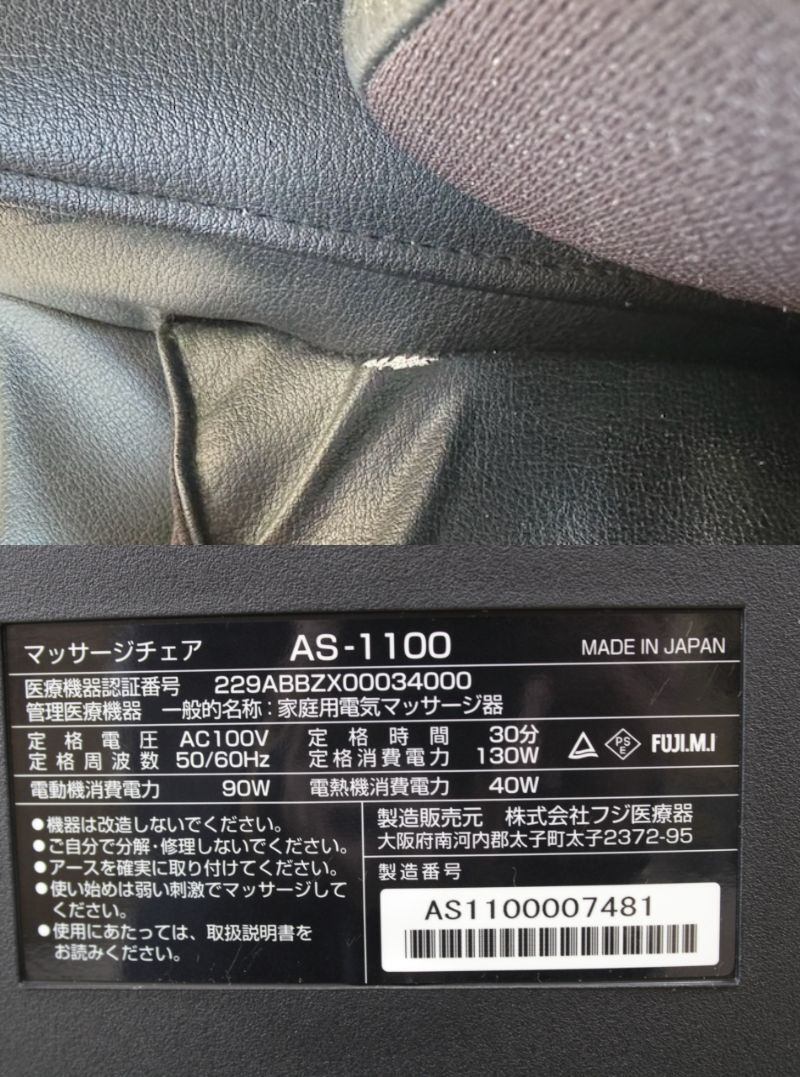 マッサージチェア AS-1100 MADE IN JAPAN
医療機器認証番号 229ABBZX00034000
管理医療機器 一般的名称：家庭用電気マッサージ器
定格電圧 AC100V 定格時間 30分
定格周波数 50/60Hz 定格消費電力 130W
PS E FUJI.M.I
電動機消費電力 90W 電熱機消費電力 40W
●機器は改造しないでください。
●ご自分で分解・修理しないでください。
●アースを確実に取り付けてください。
●使い始めは弱い刺激でマッサージして
ください。
●使用にあたっては、取扱説明書を
お読みください。
製造販売元 株式会社フジ医療器
大阪府南河内郡太子町太子2372-95
製造番号
AS1100007481